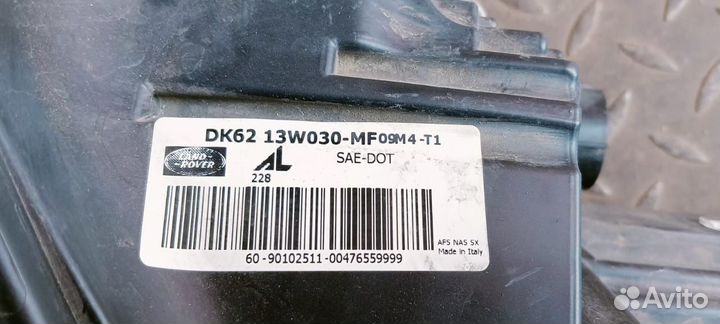 DK62 13W030-MF09M4-T1
LAND-
-ROVER
AL
SAE-DOT
228
AFS NAS SX
Made in Italy
60-90102511-00476559999
Avito